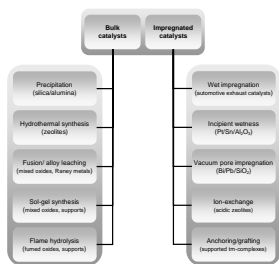 Bulk
catalysts
Impregnated
catalysts
Precipitation
(silica/alumina)
Hydrothermal synthesis
(zeolites)
Fusion/ alloy leaching
(mixed oxides, Raney metals)
Sol-gel synthesis
(mixed oxides, supports)
Flame hydrolysis
(fumed oxides, supports)
Wet impregnation
(automotive exhaust catalysts)
Incipient wetness
(Pt/Sn/Al₂O₃)
Vacuum pore impregnation
(Bi/Pb/SiO₂)
Ion-exchange
(acidic zeolites)
Anchoring/grafting
(supported tm-complexes)